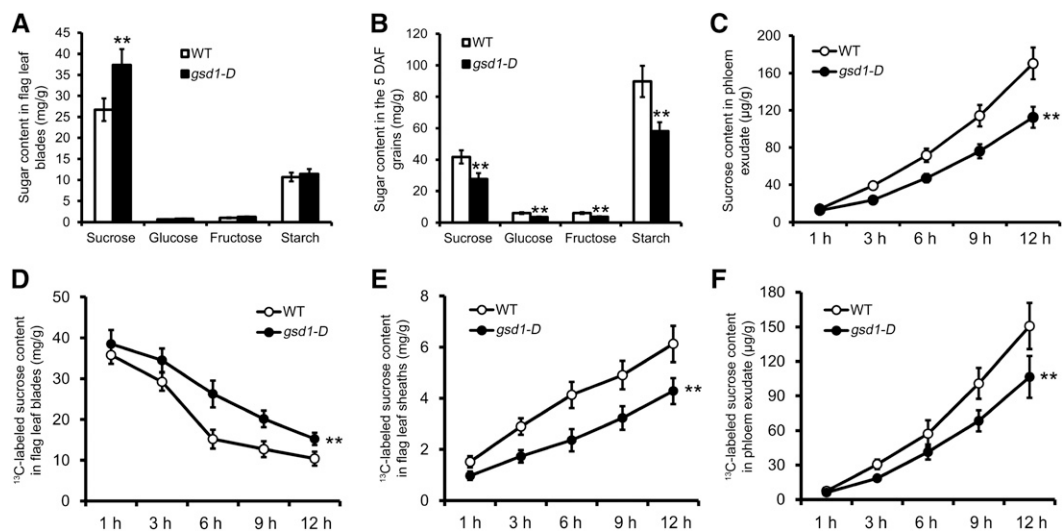 A
Sugar content in flag leaf
blades (mg/g)
45
40
35
30
25
20
15
10
5
0
**
WT
gsd1-D
Sucrose Glucose Fructose Starch
B
Sugar content in the 5 DAF
grains (mg/g)
120
100
80
60
40
20
0
WT
gsd1-D
**
**
**
**
Sucrose Glucose Fructose Starch
C
Sucrose content in phloem
exudate (μg/g)
200
160
120
80
40
0
WT
gsd1-D
**
1 h 3 h 6 h 9 h 12 h
D
¹³C-labeled sucrose content
in flag leaf blades (mg/g)
50
40
30
20
10
0
WT
gsd1-D
**
1 h 3 h 6 h 9 h 12 h
E
¹³C-labeled sucrose content
in flag leaf sheaths (mg/g)
8
6
4
2
0
WT
gsd1-D
**
1 h 3 h 6 h 9 h 12 h
F
¹³C-labeled sucrose content
in phloem exudate (μg/g)
180
150
120
90
60
30
0
WT
gsd1-D
**
1 h 3 h 6 h 9 h 12 h